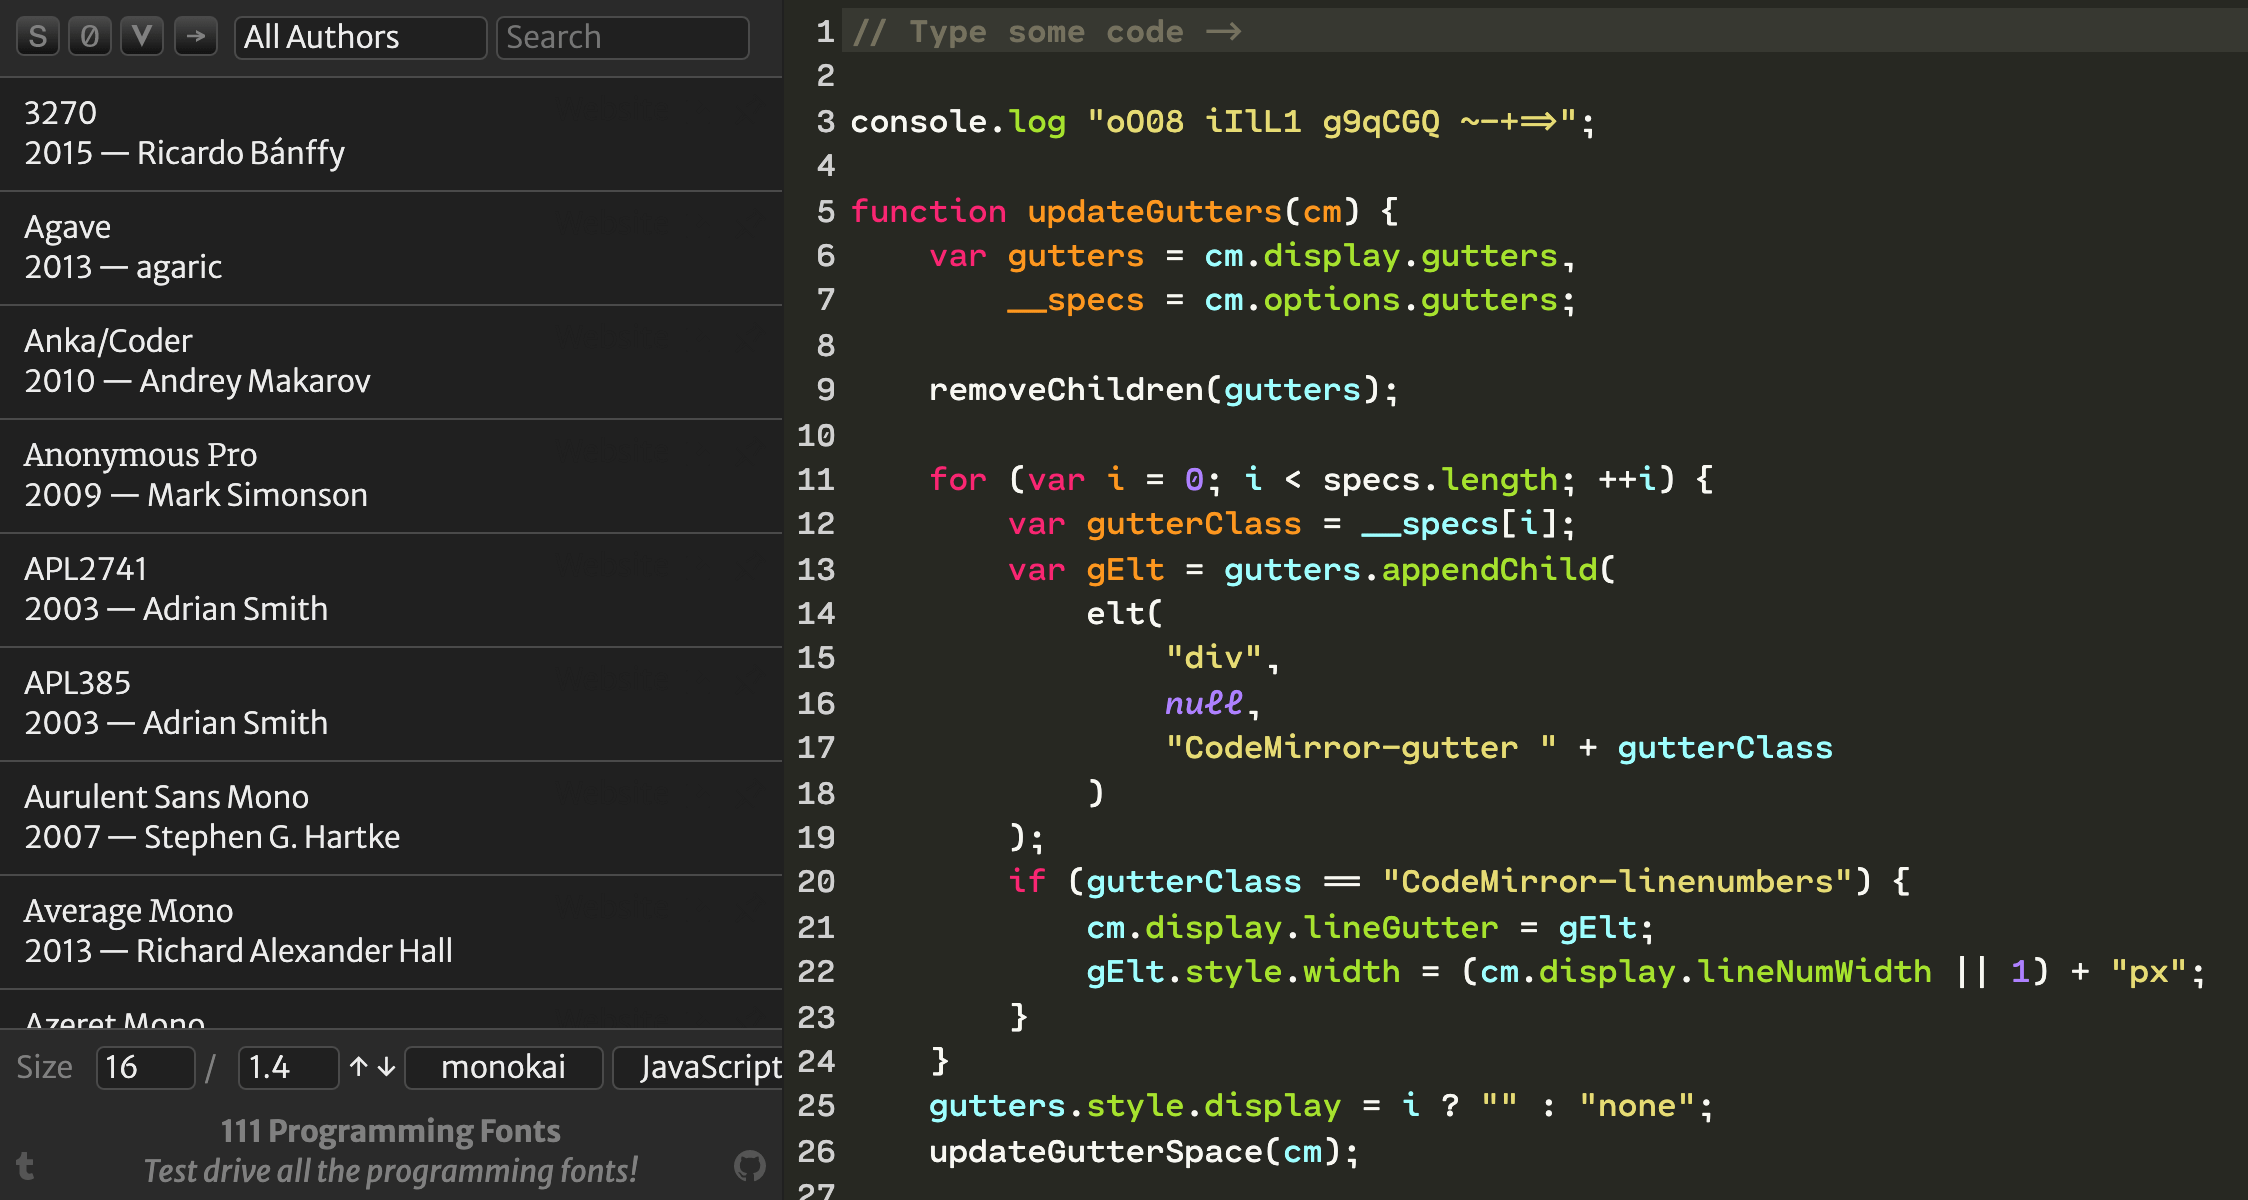 S 0 V → All Authors Search
3270
2015 — Ricardo Bánffy
Agave
2013 — agaric
Anka/Coder
2010 — Andrey Makarov
Anonymous Pro
2009 — Mark Simonson
APL2741
2003 — Adrian Smith
APL385
2003 — Adrian Smith
Aurulent Sans Mono
2007 — Stephen G. Hartke
Average Mono
2013 — Richard Alexander Hall
Azeret Mono
Size 16 / 1.4 ↑ ↓ monokai JavaScript
111 Programming Fonts
t Test drive all the programming fonts!
1 // Type some code ->
2
3 console.log "oO08 iIlL1 g9qCGQ ~-+=>";
4
5 function updateGutters(cm) {
6     var gutters = cm.display.gutters,
7         __specs = cm.options.gutters;
8
9     removeChildren(gutters);
10
11     for (var i = 0; i < specs.length; ++i) {
12         var gutterClass = __specs[i];
13         var gElt = gutters.appendChild(
14             elt(
15                 "div",
16                 null,
17                 "CodeMirror-gutter " + gutterClass
18             )
19         );
20         if (gutterClass == "CodeMirror-linenumbers") {
21             cm.display.lineGutter = gElt;
22             gElt.style.width = (cm.display.lineNumWidth || 1) + "px";
23         }
24     }
25     gutters.style.display = i ? "" : "none";
26     updateGutterSpace(cm);
27